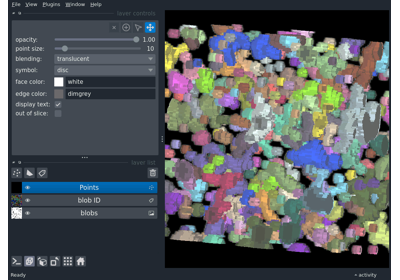 File View Plugins Window Help
layer controls
opacity: 1.00
point size: 10
blending: translucent
symbol: disc
face color: white
edge color: dimgrey
display text:
out of slice:
layer list
Points
blob ID
blobs
Ready
activity